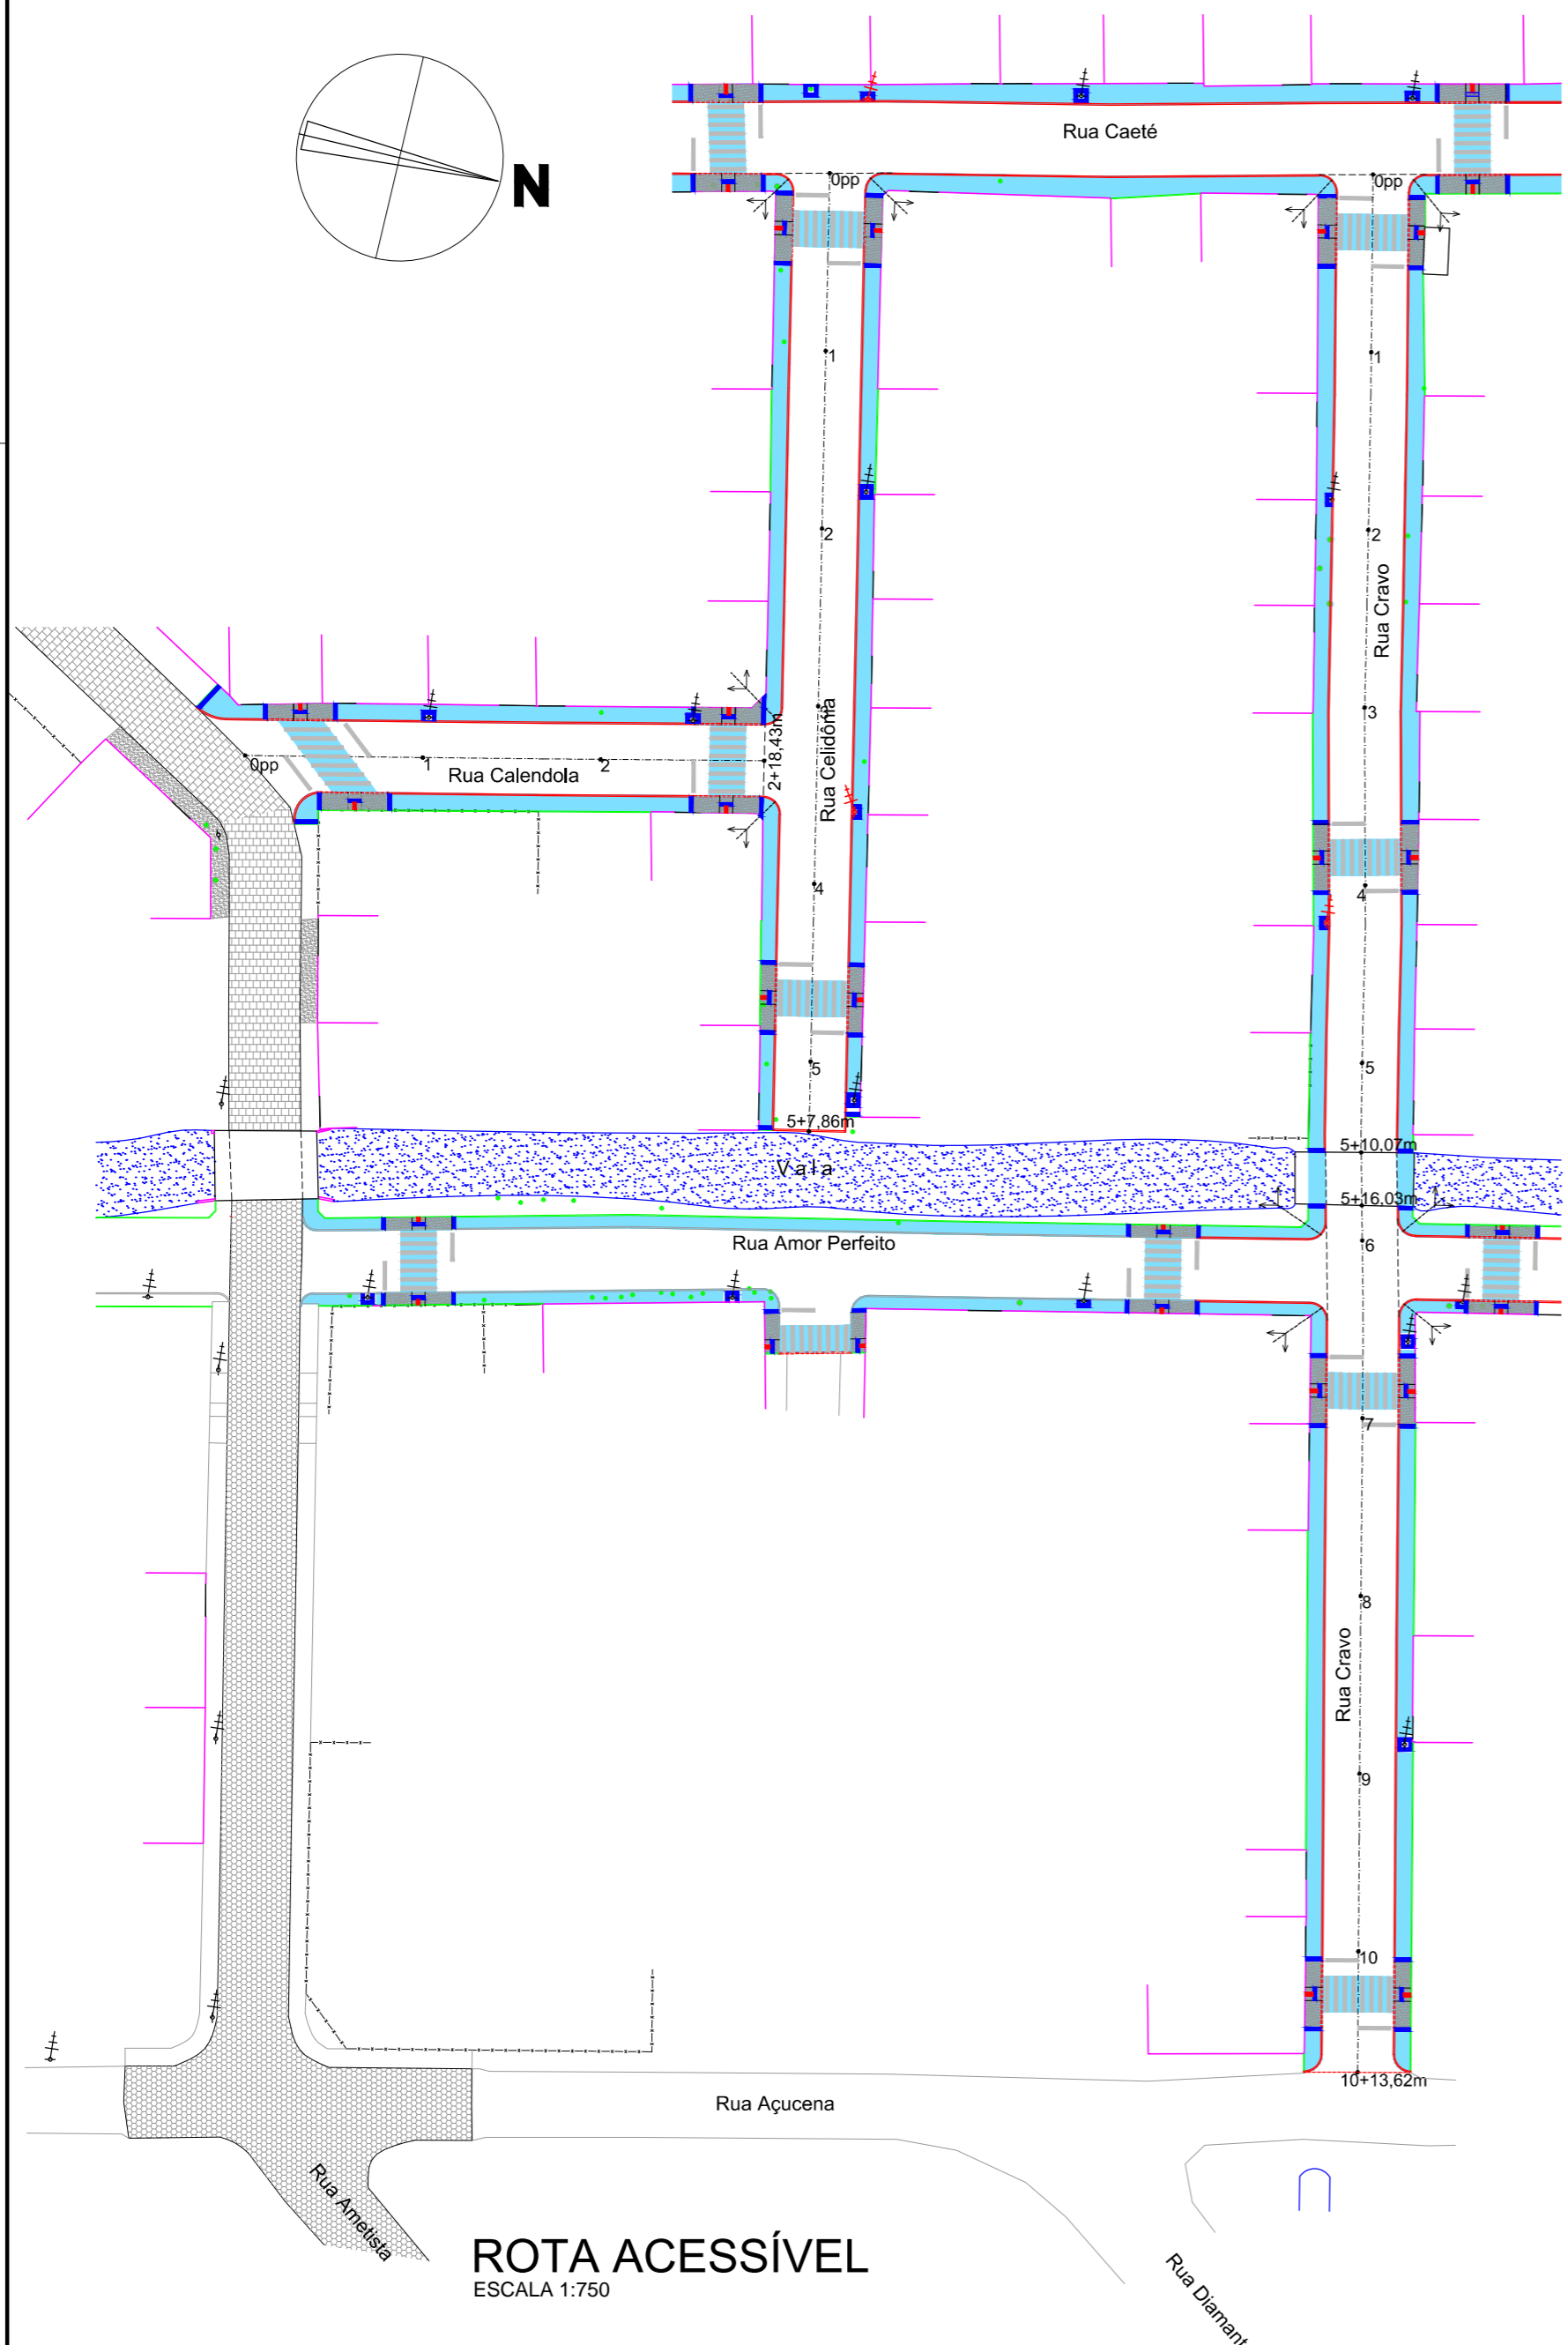 N
Rua Caeté
0pp
0pp
1
1
2
2
Rua Cravo
3
3
Rua Celidônia
2+18,43m
0pp
1
2
Rua Calendola
4
4
5
5
5+7,86m
5+10,07m
Vala
5+16,03m
Rua Amor Perfeito
6
7
8
Rua Cravo
9
10
10+13,62m
Rua Açucena
Rua Ametista
ROTA ACESSÍVEL
ESCALA 1:750
Rua Diamant